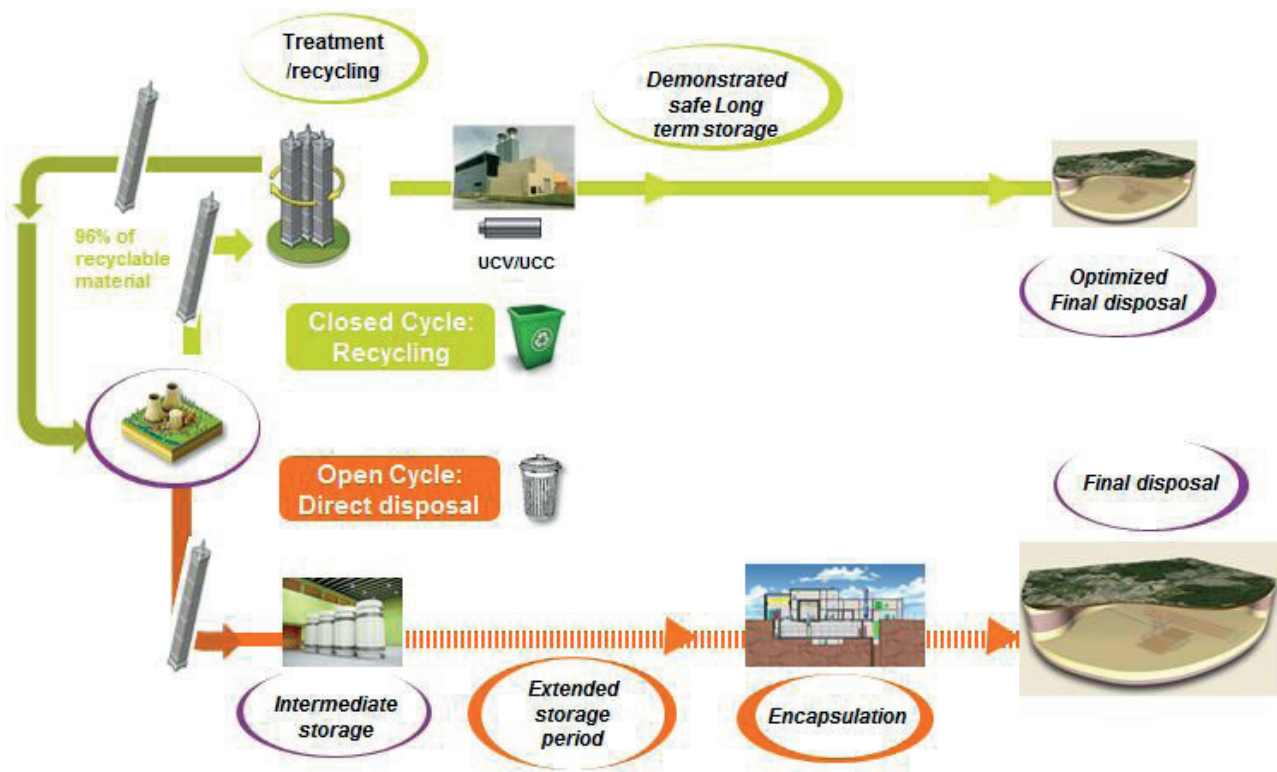 Treatment
/recycling
Demonstrated
safe Long
term storage
96% of
recyclable
material
UCV/UCC
Optimized
Final disposal
Closed Cycle:
Recycling
Open Cycle:
Direct disposal
Final disposal
Intermediate
storage
Extended
storage
period
Encapsulation